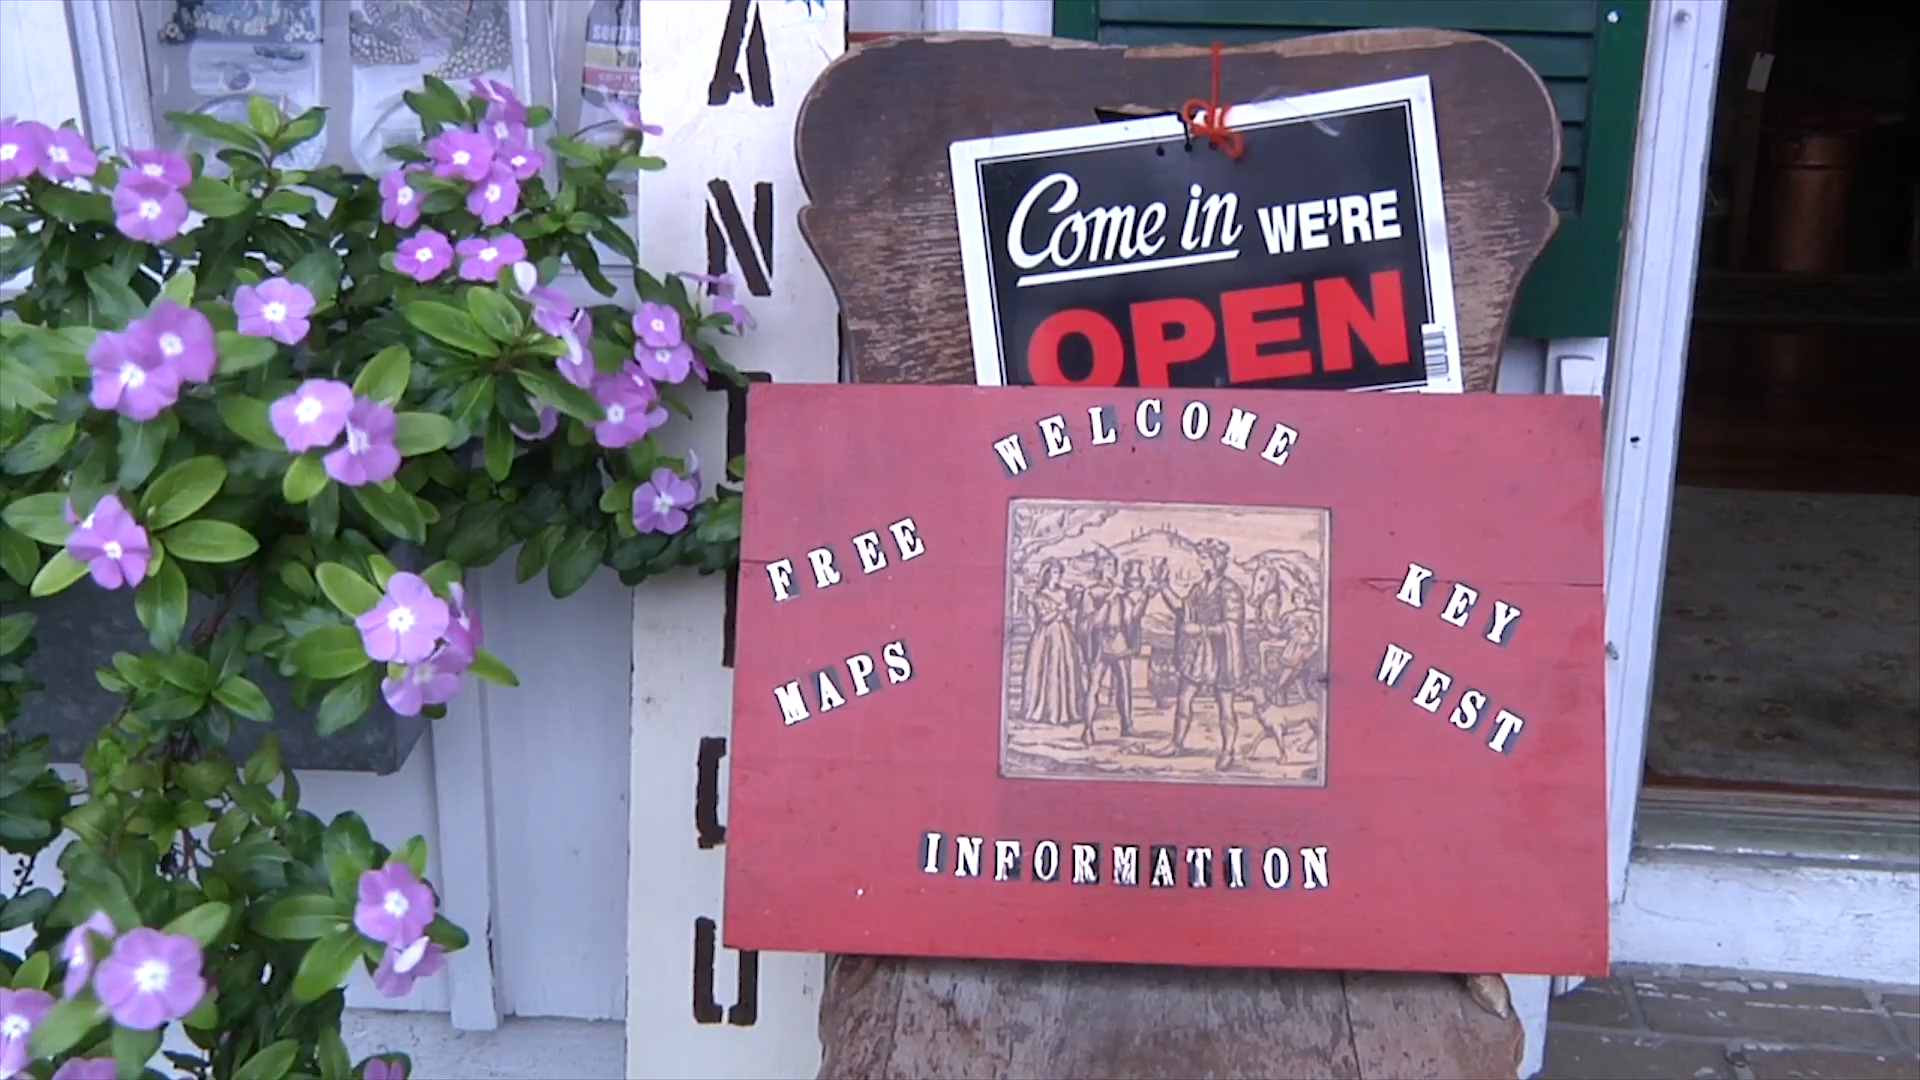 Come in WE'RE
OPEN
WELCOME
FREE
MAPS
KEY
WEST
INFORMATION